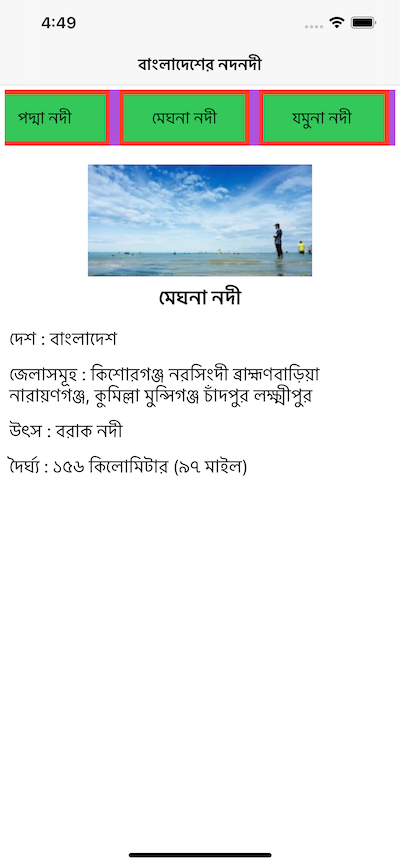 4:49
বাংলাদেশের নদনদী
পদ্মা নদী
মেঘনা নদী
যমুনা নদী
মেঘনা নদী
দেশ : বাংলাদেশ
জেলাসমূহ : কিশোরগঞ্জ নরসিংদী ব্রাহ্মণবাড়িয়া
নারায়ণগঞ্জ, কুমিল্লা মুন্সিগঞ্জ চাঁদপুর লক্ষ্মীপুর
উৎস : বরাক নদী
দৈর্ঘ্য : ১৫৬ কিলোমিটার (৯৭ মাইল)